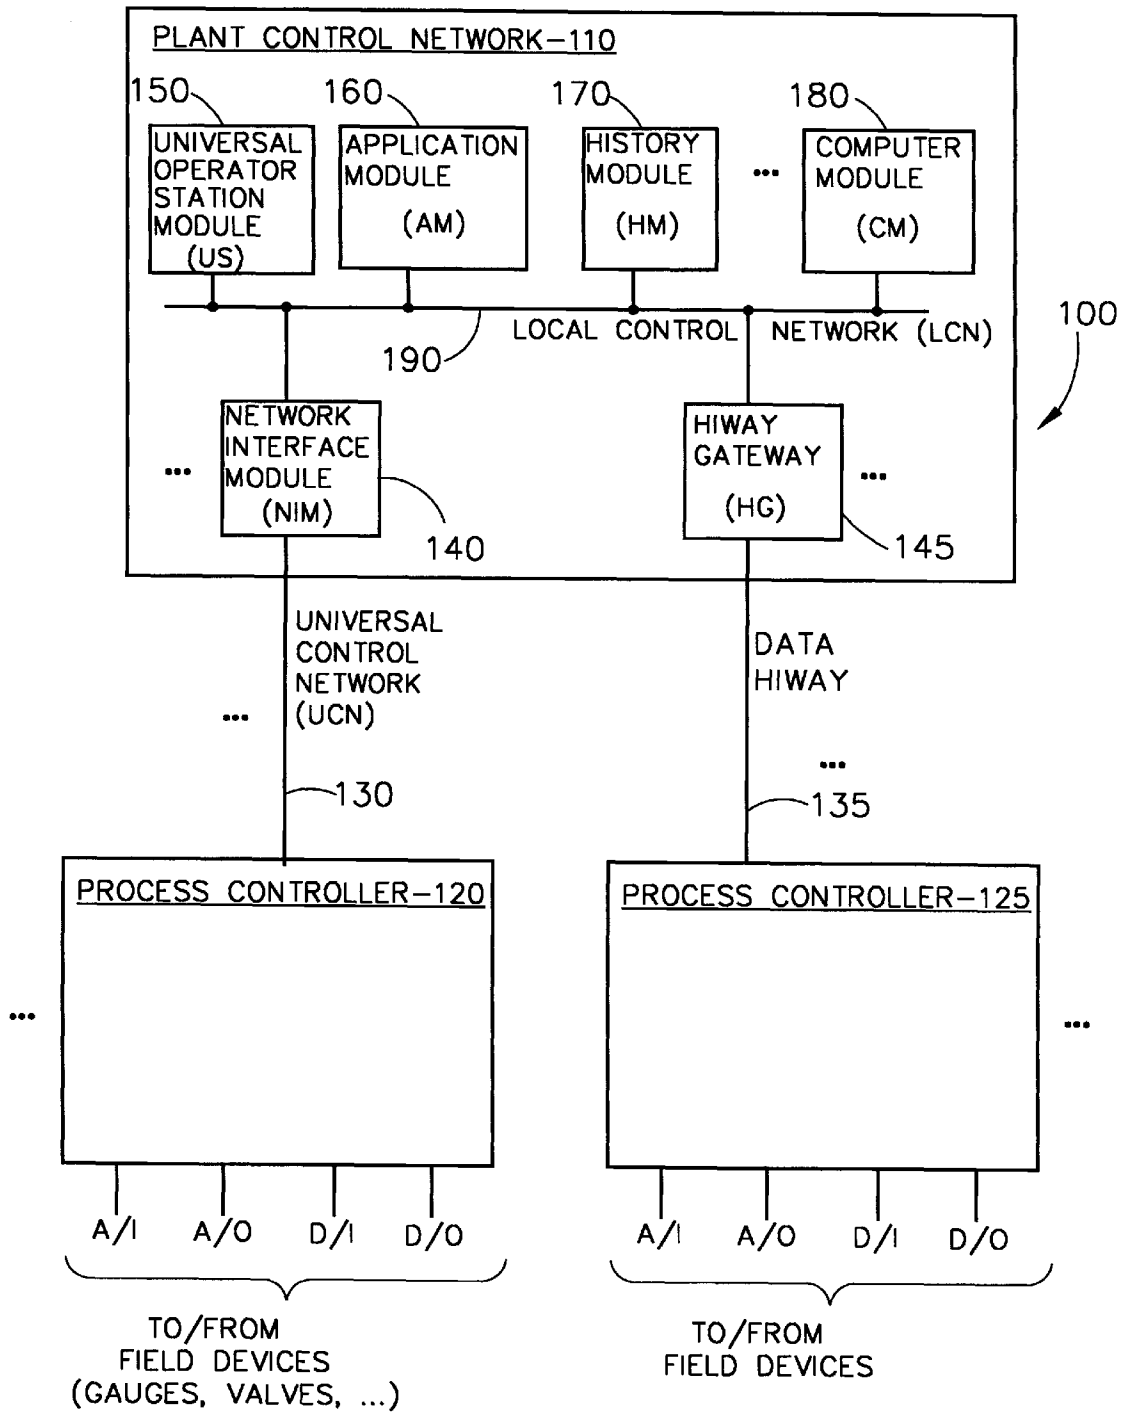 PLANT CONTROL NETWORK-110
150
160
170
180
UNIVERSAL
OPERATOR
STATION
MODULE
(US)
APPLICATION
MODULE
(AM)
HISTORY
MODULE
(HM)
...
COMPUTER
MODULE
(CM)
190
LOCAL CONTROL NETWORK (LCN)
100
...
NETWORK
INTERFACE
MODULE
(NIM)
140
HIWAY
GATEWAY
(HG)
...
145
UNIVERSAL
CONTROL
NETWORK
(UCN)
...
130
DATA
HIWAY
...
135
PROCESS CONTROLLER-120
PROCESS CONTROLLER-125
...
...
A/I A/O D/I D/O
A/I A/O D/I D/O
TO/FROM
FIELD DEVICES
(GAUGES, VALVES, ...)
TO/FROM
FIELD DEVICES